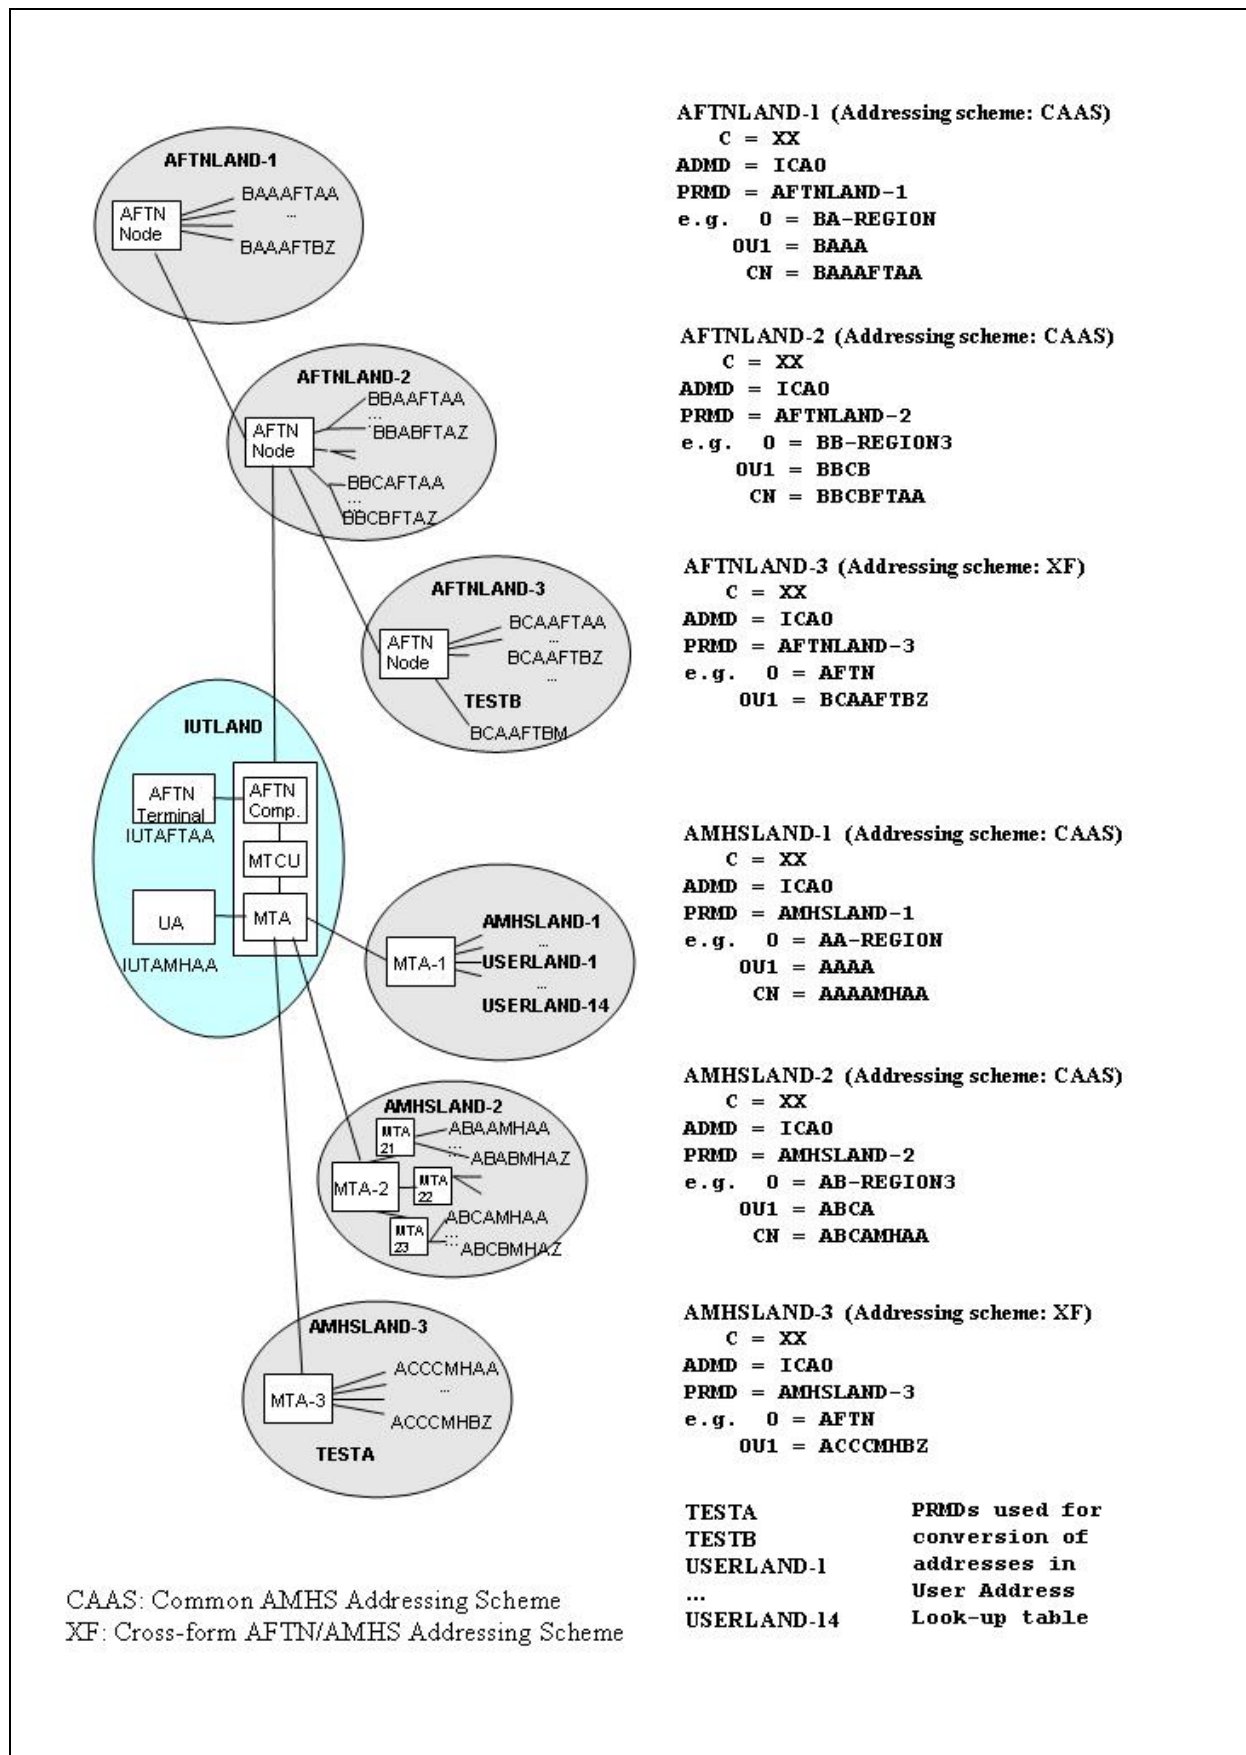 AFTNLAND-1
AFTN
Node
BAAAFTAA
...
BAAAFTBZ
AFTNLAND-1 (Addressing scheme: CAAS)
C = XX
ADMD = ICAO
PRMD = AFTNLAND-1
e.g. O = BA-REGION
OU1 = BAAA
CN = BAAAFTAA
AFTNLAND-2
AFTN
Node
BBAAFTAA
...
BBABFTAZ
BBCAFTAA
...
BBCBFTAZ
AFTNLAND-2 (Addressing scheme: CAAS)
C = XX
ADMD = ICAO
PRMD = AFTNLAND-2
e.g. O = BB-REGION3
OU1 = BBCB
CN = BBCBFTAA
AFTNLAND-3
AFTN
Node
BCAAFTAA
...
BCAAFTBZ
...
TESTB
BCAAFTBM
AFTNLAND-3 (Addressing scheme: XF)
C = XX
ADMD = ICAO
PRMD = AFTNLAND-3
e.g. O = AFTN
OU1 = BCAAFTBZ
IUTLAND
AFTN
Terminal
IUTAFTAA
AFTN
Comp.
MTCU
MTA
UA
IUTAMHAA
MTA-1
AMHSLAND-1
...
USERLAND-1
...
USERLAND-14
AMHSLAND-1 (Addressing scheme: CAAS)
C = XX
ADMD = ICAO
PRMD = AMHSLAND-1
e.g. O = AA-REGION
OU1 = AAAA
CN = AAAAMHAA
AMHSLAND-2
MTA
21
ABAAMHAA
...
ABABMHAZ
MTA-2
MTA
22
MTA
23
ABCAMHAA
...
ABCBMHAZ
AMHSLAND-2 (Addressing scheme: CAAS)
C = XX
ADMD = ICAO
PRMD = AMHSLAND-2
e.g. O = AB-REGION3
OU1 = ABCA
CN = ABCAMHAA
AMHSLAND-3
MTA-3
ACCCMHAA
...
ACCCMHBZ
TESTA
AMHSLAND-3 (Addressing scheme: XF)
C = XX
ADMD = ICAO
PRMD = AMHSLAND-3
e.g. O = AFTN
OU1 = ACCCMHBZ
TESTA PRMDs used for
TESTB conversion of
USERLAND-1 addresses in
... User Address
USERLAND-14 Look-up table
CAAS: Common AMHS Addressing Scheme
XF: Cross-form AFTN/AMHS Addressing Scheme